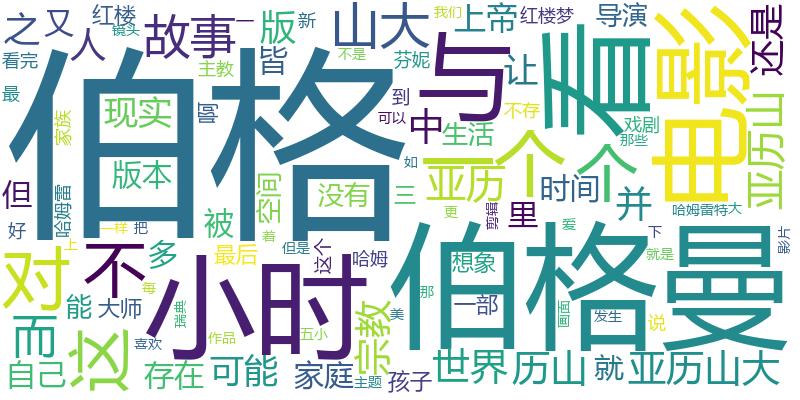 之
又
红楼
镜头
看完
人
最
故事
一
版
新
山大
我们
上帝
红楼梦
导演
还是
伯格
家族
主教
皆
不是
芬妮
让
与
看
电影
现实
啊
到
可以
中
不存
生活
戏剧
那些
亚历山
版本
空间
没有
三
亚历
个
个
如
时间
并
但
好
哈姆雷
一样
把
被
着
更
剪辑
里
爱
哈姆雷特
大
上
对
不
多
最后
但是
这个
哈姆
下
影片
小时
伯格曼
想象
那
就是
画面
而
这
能
大师
每
瑞典
美
一部
发生
说
喜欢
作品
五小
宗教
自己
存在
可能
家庭
主题
孩子
世界
历山
就
亚历山大